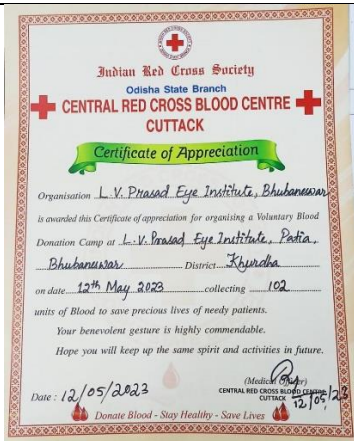 Indian Red Cross Society
Odisha State Branch
CENTRAL RED CROSS BLOOD CENTRE
CUTTACK
Certificate of Appreciation
Organisation L.V. Prasad Eye Institute, Bhubaneswar
is awarded this Certificate of appreciation for organising a Voluntary Blood
Donation Camp at L.V. Prasad Eye Institute, Patia,
Bhubaneswar District Khurdha
on date 12th May 2023 collecting 102
units of Blood to save precious lives of needy patients.
Your benevolent gesture is highly commendable.
Hope you will keep up the same spirit and activities in future.
(Medical Officer)
CENTRAL RED CROSS BLOOD CENTRE
CUTTACK
12/05/23
Date : 12/05/2023
Donate Blood - Stay Healthy - Save Lives